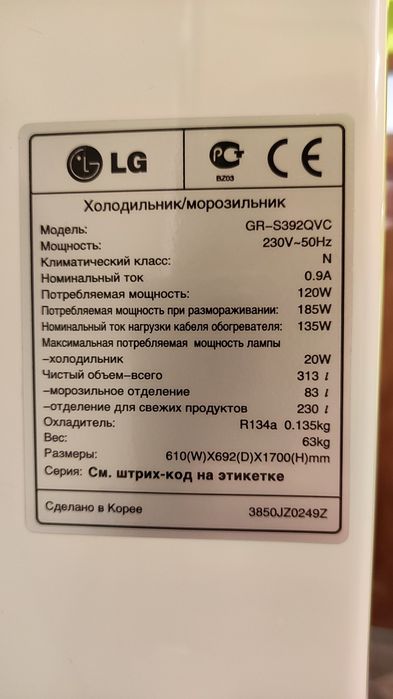 LG PG CE
BZ03
Холодильник/морозильник
Модель: GR-S392QVC
Мощность: 230V~50Hz
Климатический класс: N
Номинальный ток 0.9A
Потребляемая мощность: 120W
Потребляемая мощность при размораживании: 185W
Номинальный ток нагрузки кабеля обогревателя: 135W
Максимальная потребляемая мощность лампы
-холодильник 20W
Чистый объем-всего 313 l
-морозильное отделение 83 l
-отделение для свежих продуктов 230 l
Охладитель: R134a 0.135kg
Вес: 63kg
Размеры: 610(W)X692(D)X1700(H)mm
Серия: См. штрих-код на этикетке
Сделано в Корее 3850JZ0249Z